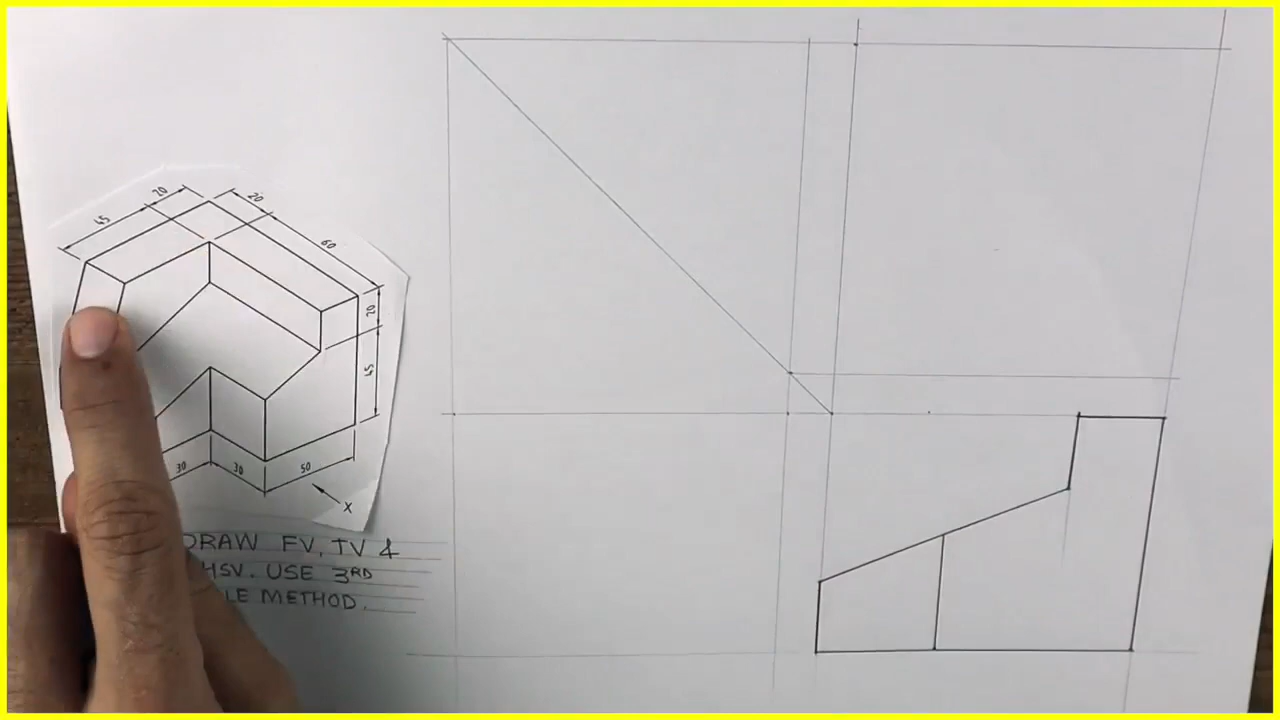 20
20
45
60
20
45
30
30
50
X
DRAW FV, TV &
HSV. USE 3RD
LE METHOD.